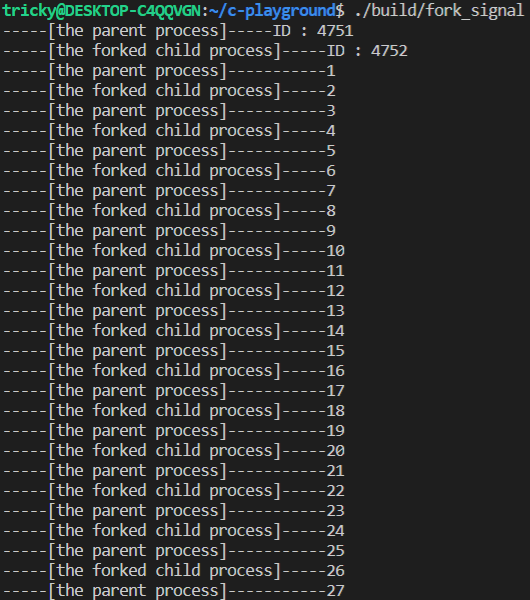 tricky@DESKTOP-C4QQVGN:~/c-playground$ ./build/fork_signal
-----[the parent process]-----ID : 4751
-----[the forked child process]-----ID : 4752
-----[the parent process]-----------1
-----[the forked child process]-----2
-----[the parent process]-----------3
-----[the forked child process]-----4
-----[the parent process]-----------5
-----[the forked child process]-----6
-----[the parent process]-----------7
-----[the forked child process]-----8
-----[the parent process]-----------9
-----[the forked child process]-----10
-----[the parent process]-----------11
-----[the forked child process]-----12
-----[the parent process]-----------13
-----[the forked child process]-----14
-----[the parent process]-----------15
-----[the forked child process]-----16
-----[the parent process]-----------17
-----[the forked child process]-----18
-----[the parent process]-----------19
-----[the forked child process]-----20
-----[the parent process]-----------21
-----[the forked child process]-----22
-----[the parent process]-----------23
-----[the forked child process]-----24
-----[the parent process]-----------25
-----[the forked child process]-----26
-----[the parent process]-----------27